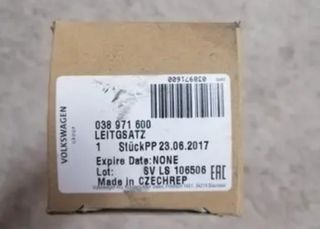 038971600
VOLKSWAGEN
GROUP
038 971 600
LEITGSATZ
1 StückPP 23.06.2017
Expire Date:NONE
Lot: SV LS 106506
Made in CZECHREP
EAC